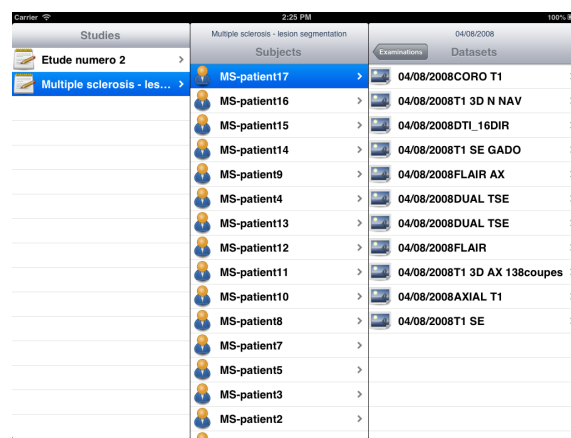 Carrier
2:25 PM
100%
Studies
Etude numero 2
Multiple sclerosis - les...
Multiple sclerosis - lesion segmentation
Subjects
MS-patient17
MS-patient16
MS-patient15
MS-patient14
MS-patient9
MS-patient4
MS-patient13
MS-patient12
MS-patient11
MS-patient10
MS-patient8
MS-patient7
MS-patient5
MS-patient3
MS-patient2
04/08/2008
Examinations
Datasets
04/08/2008CORO T1
04/08/2008T1 3D N NAV
04/08/2008DTI_16DIR
04/08/2008T1 SE GADO
04/08/2008FLAIR AX
04/08/2008DUAL TSE
04/08/2008DUAL TSE
04/08/2008FLAIR
04/08/2008T1 3D AX 138coupes
04/08/2008AXIAL T1
04/08/2008T1 SE